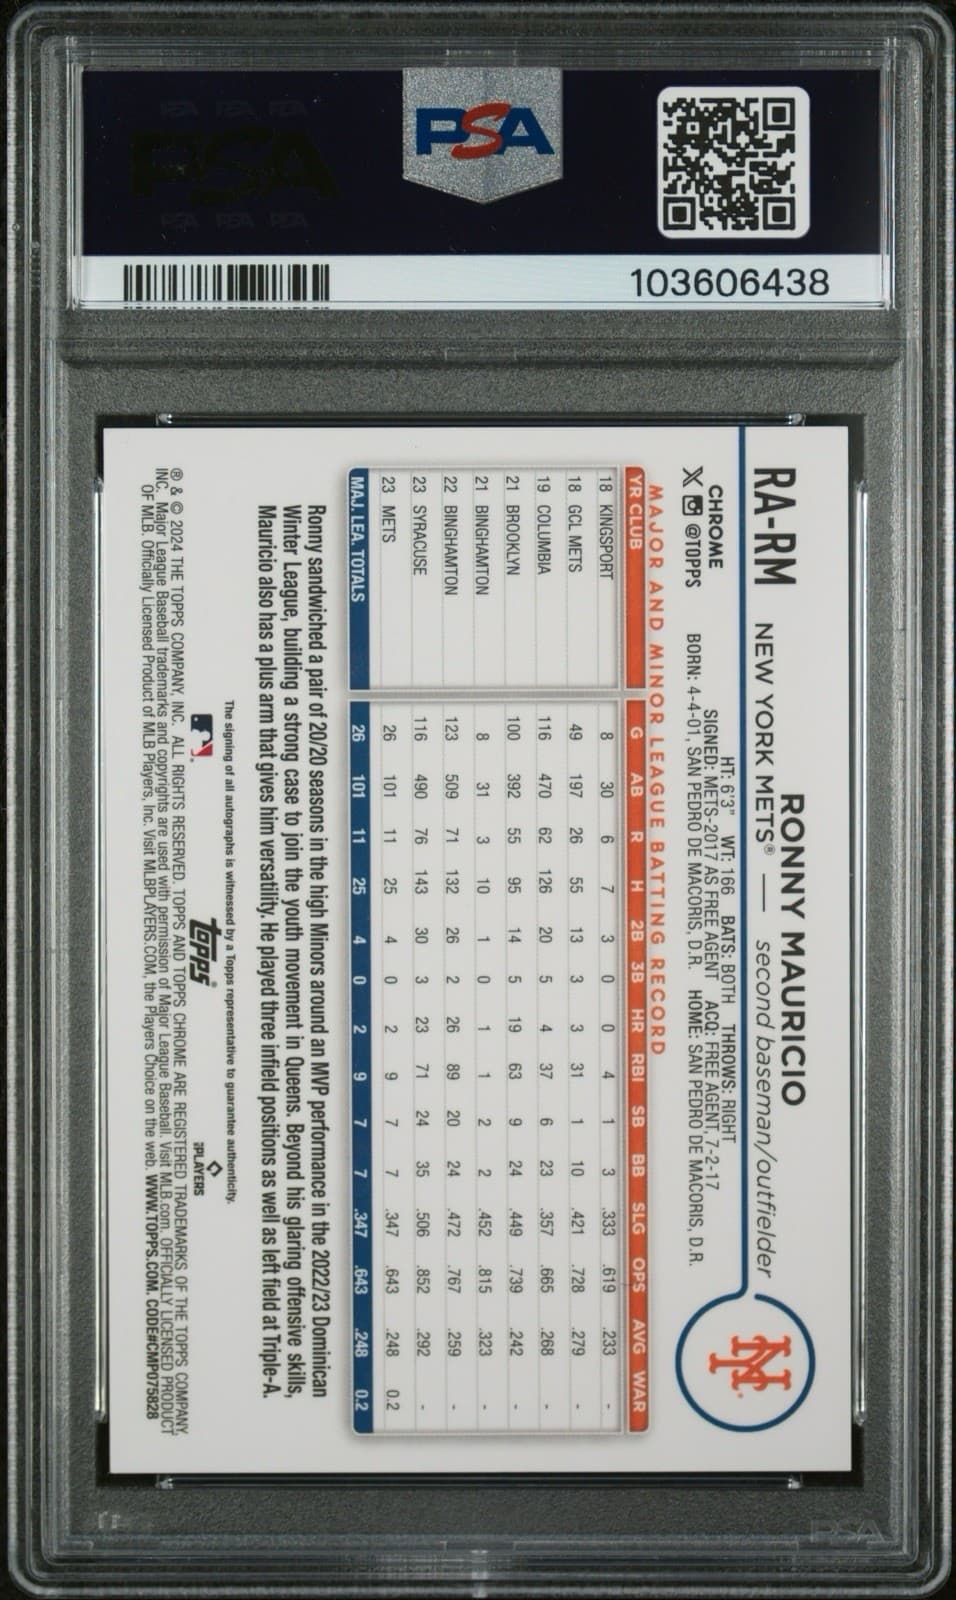 PSA PSA PSA
PSA
PSA PSA PSA
PSA
103606438
RA-RM
RONNY MAURICIO
NEW YORK METS® — second baseman/outfielder
CHROME
@TOPPS
HT: 6'3" WT: 166 BATS: BOTH THROWS: RIGHT
SIGNED: METS-2017 AS FREE AGENT ACQ: FREE AGENT, 7-2-17
BORN: 4-4-01, SAN PEDRO DE MACORIS, D.R. HOME: SAN PEDRO DE MACORIS, D.R.
MAJOR AND MINOR LEAGUE BATTING RECORD
YR CLUB G AB R H 2B 3B HR RBI SB BB SLG OPS AVG WAR
18 KINGSPORT 8 30 6 7 3 0 0 4 1 3 .333 .619 .233 -
18 GCL METS 49 197 26 55 13 3 3 31 1 10 .421 .728 .279 -
19 COLUMBIA 116 470 62 126 20 5 4 37 6 23 .357 .665 .268 -
21 BROOKLYN 100 392 55 95 14 5 19 63 9 24 .449 .739 .242 -
21 BINGHAMTON 8 31 3 10 1 0 1 1 2 2 .452 .815 .323 -
22 BINGHAMTON 123 509 71 132 26 2 26 89 20 24 .472 .767 .259 -
23 SYRACUSE 116 490 76 143 30 3 23 71 24 35 .506 .852 .292 -
23 METS 26 101 11 25 4 0 2 9 7 7 .347 .643 .248 0.2
MAJ. LEA. TOTALS 26 101 11 25 4 0 2 9 7 7 .347 .643 .248 0.2
Ronny sandwiched a pair of 20/20 seasons in the high Minors around an MVP performance in the 2022/23 Dominican
Winter League, building a strong case to join the youth movement in Queens. Beyond his glaring offensive skills,
Mauricio also has a plus arm that gives him versatility. He played three infield positions as well as left field at Triple-A.
The signing of all autographs is witnessed by a Topps representative to guarantee authenticity.
topps®
PLAYERS
® & © 2024 THE TOPPS COMPANY, INC. ALL RIGHTS RESERVED. TOPPS AND TOPPS CHROME ARE REGISTERED TRADEMARKS OF THE TOPPS COMPANY,
INC. Major League Baseball trademarks and copyrights are used with permission of Major League Baseball. Visit MLB.com. OFFICIALLY LICENSED PRODUCT
OF MLB. Officially Licensed Product of MLB Players, Inc. Visit MLBPLAYERS.COM, the Players Choice on the web. WWW.TOPPS.COM. CODE#CMP075828
PSA